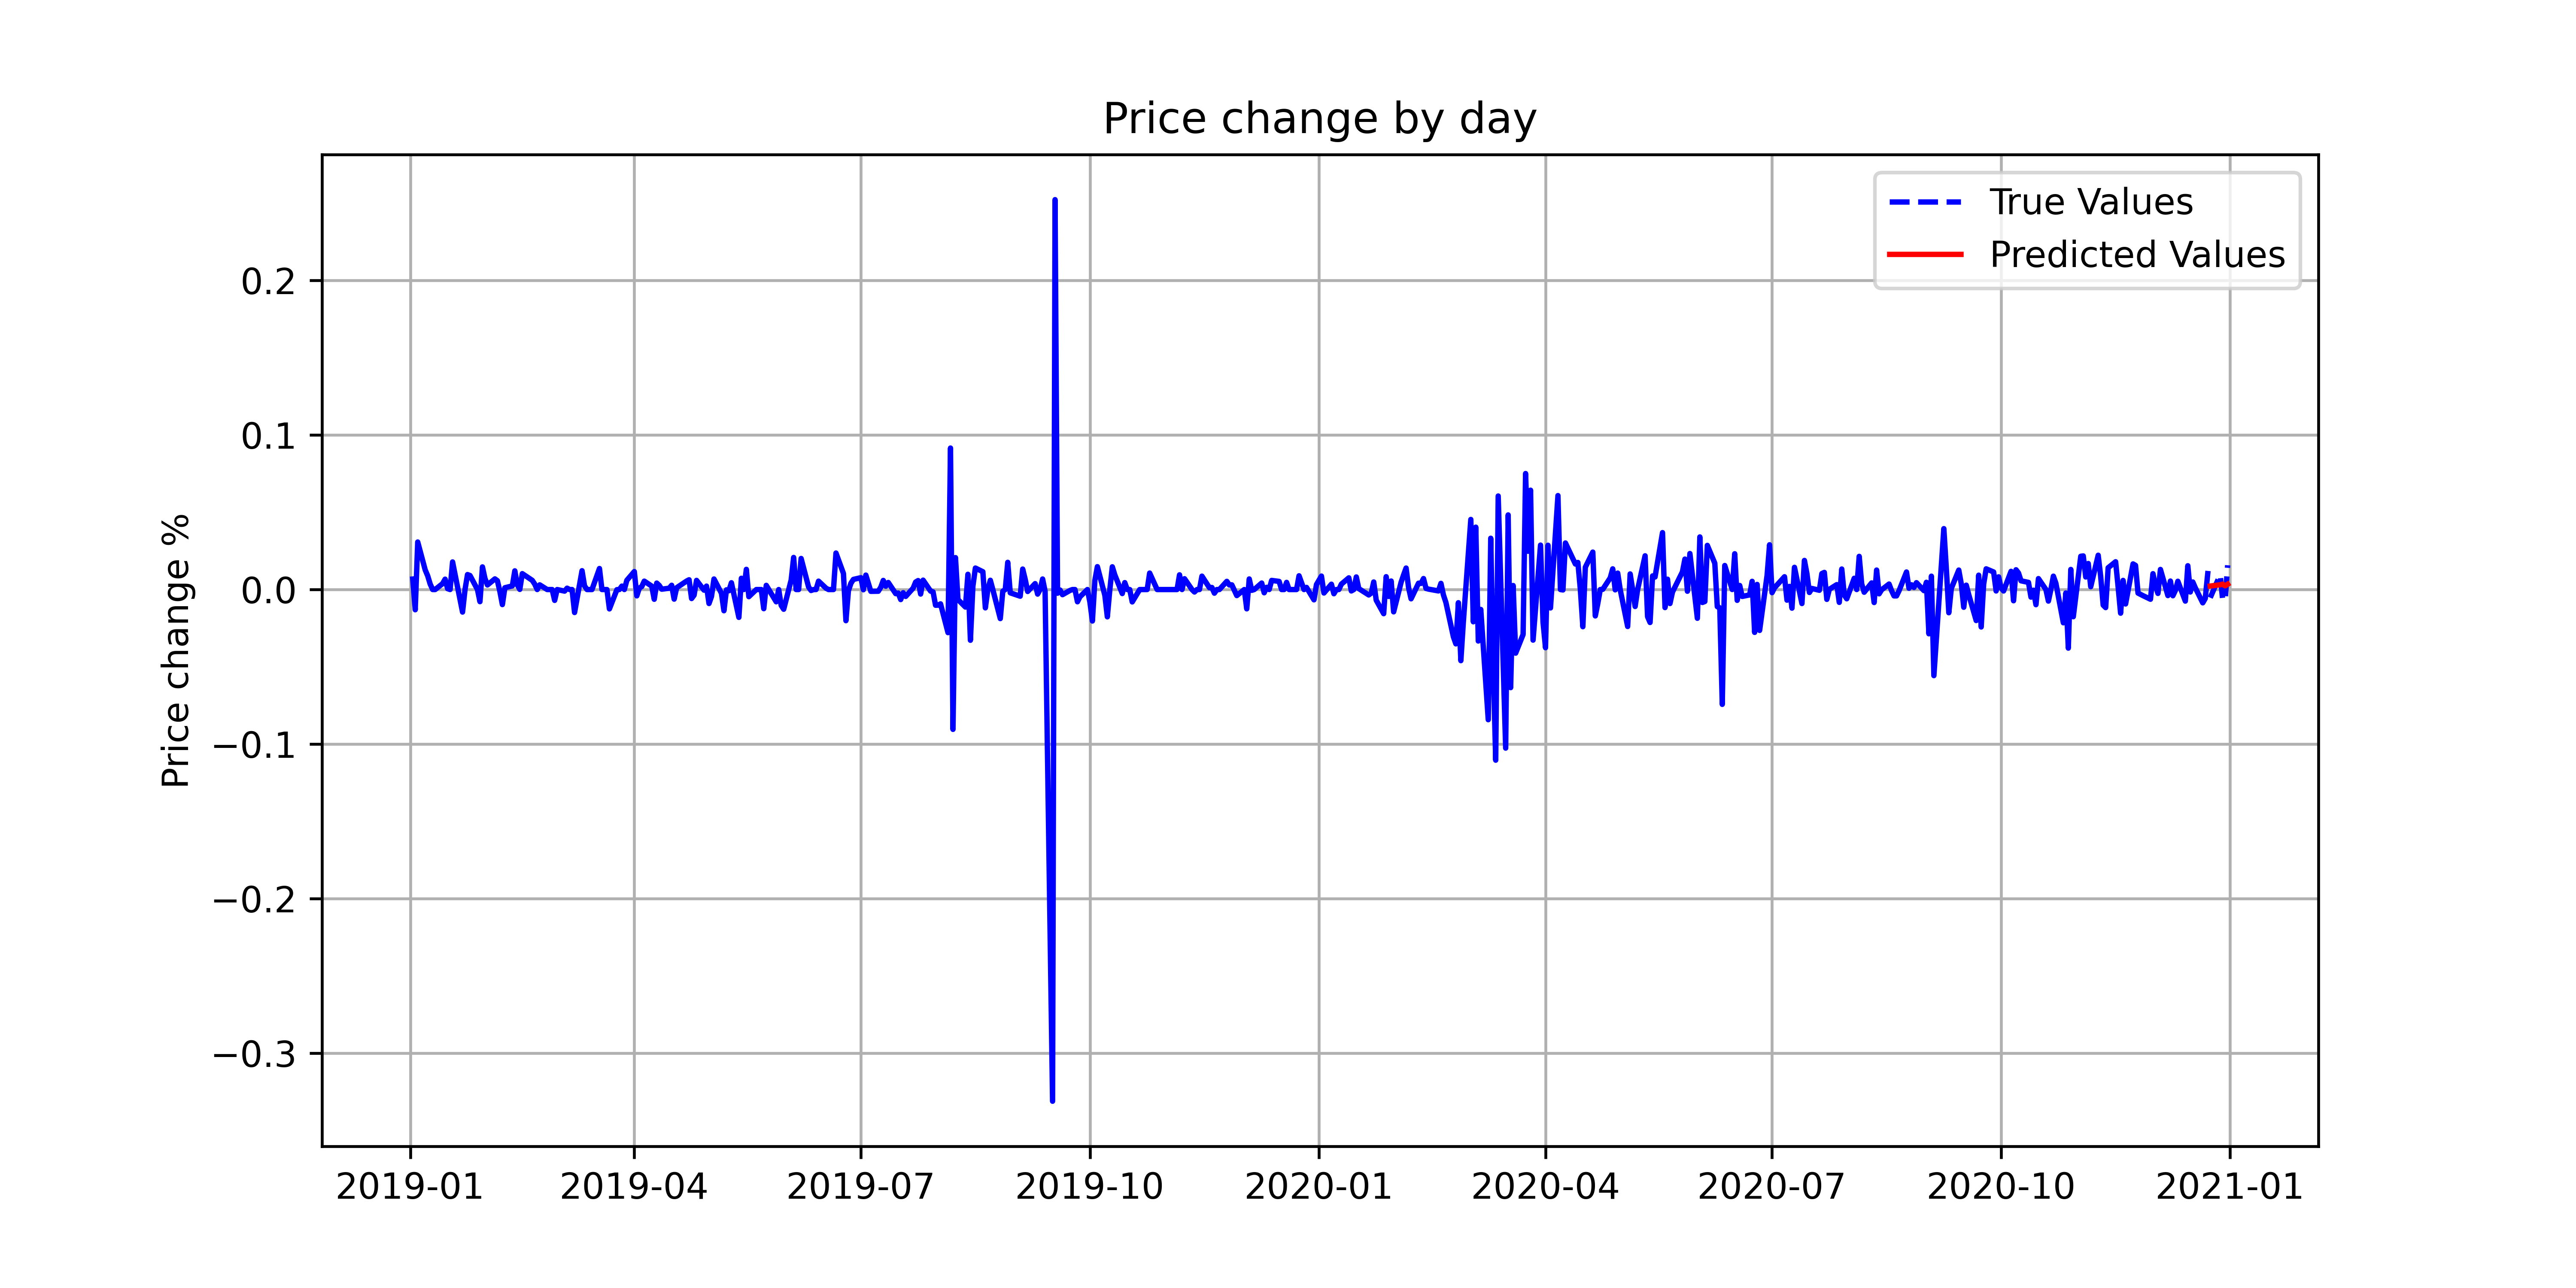 Price change by day
True Values
Predicted Values
Price change %
0.2
0.1
0.0
−0.1
−0.2
−0.3
2019-01 2019-04 2019-07 2019-10 2020-01 2020-04 2020-07 2020-10 2021-01